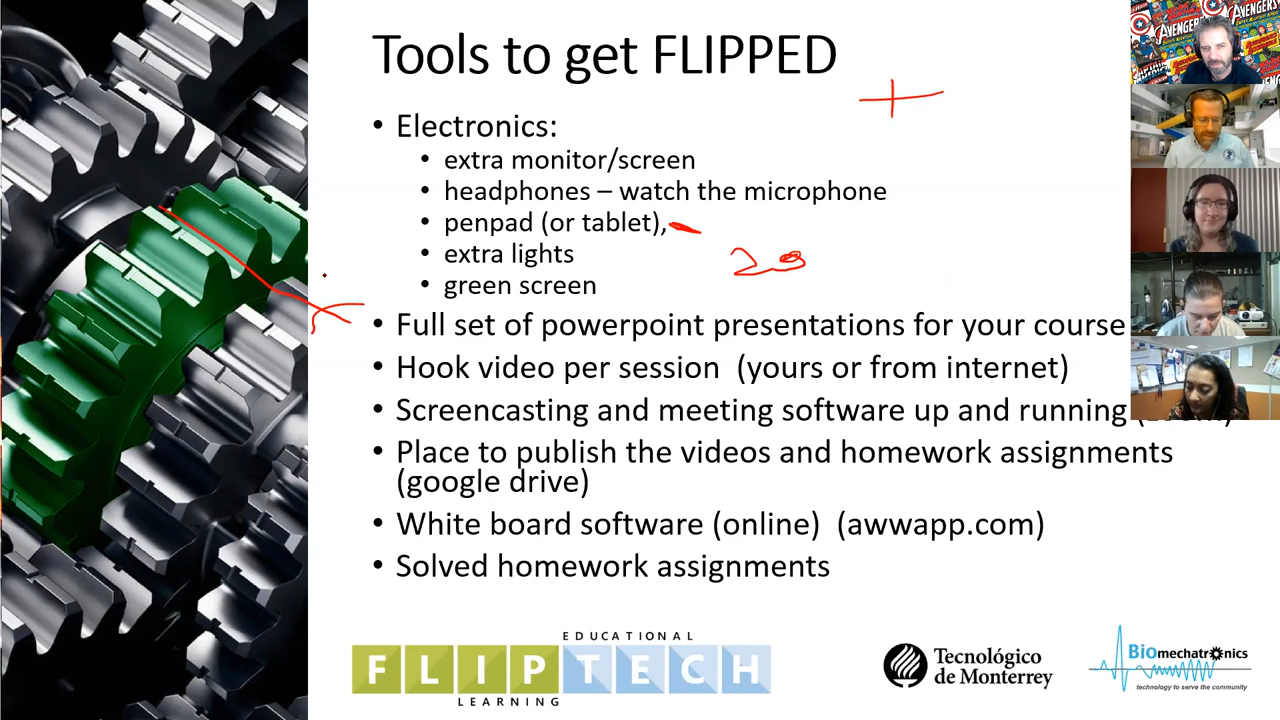 Tools to get FLIPPED
• Electronics:
• extra monitor/screen
• headphones – watch the microphone
• penpad (or tablet),
• extra lights
• green screen
• Full set of powerpoint presentations for your course
• Hook video per session (yours or from internet)
• Screencasting and meeting software up and running
• Place to publish the videos and homework assignments
(google drive)
• White board software (online) (awwapp.com)
• Solved homework assignments
EDUCATIONAL
FLIPTECH
LEARNING
Tecnológico
de Monterrey
Biomechatronics
technology to serve the community
AVENGERS
AVENGERS